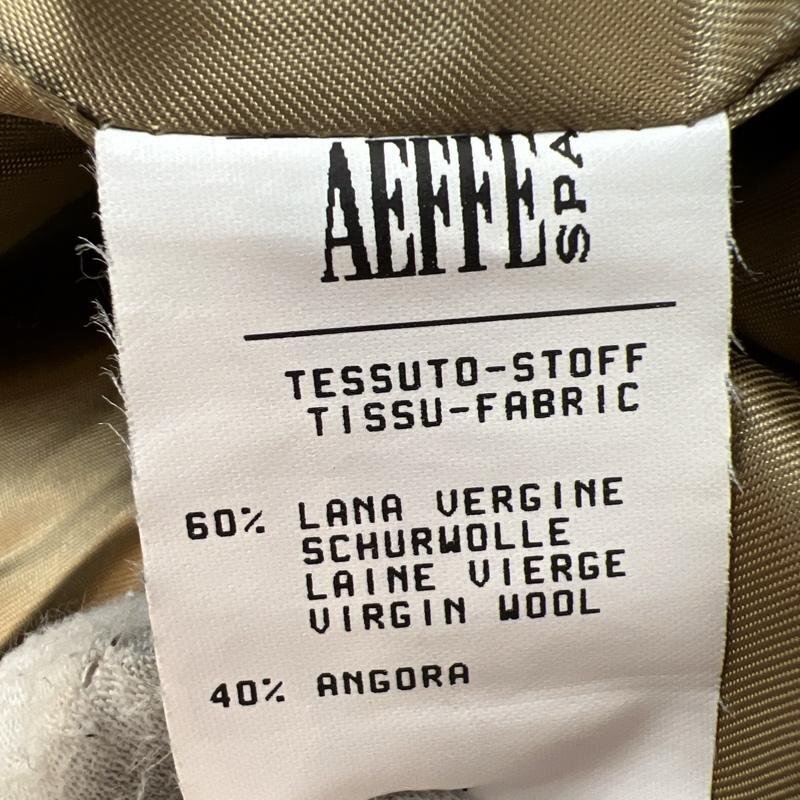 AEFFE SPA
TESSUTO-STOFF
TISSU-FABRIC
60% LANA VERGINE
SCHURWOLLE
LAINE VIERGE
VIRGIN WOOL
40% ANGORA